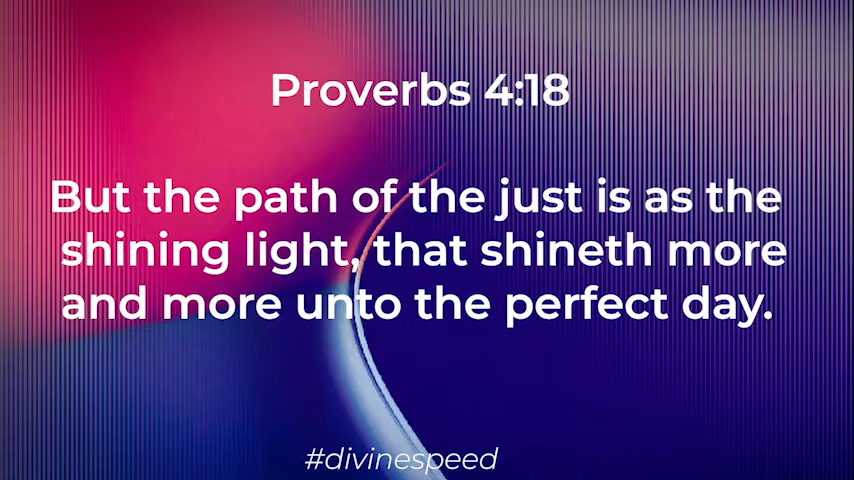 Proverbs 4:18
But the path of the just is as the
shining light, that shineth more
and more unto the perfect day.
#divinespeed